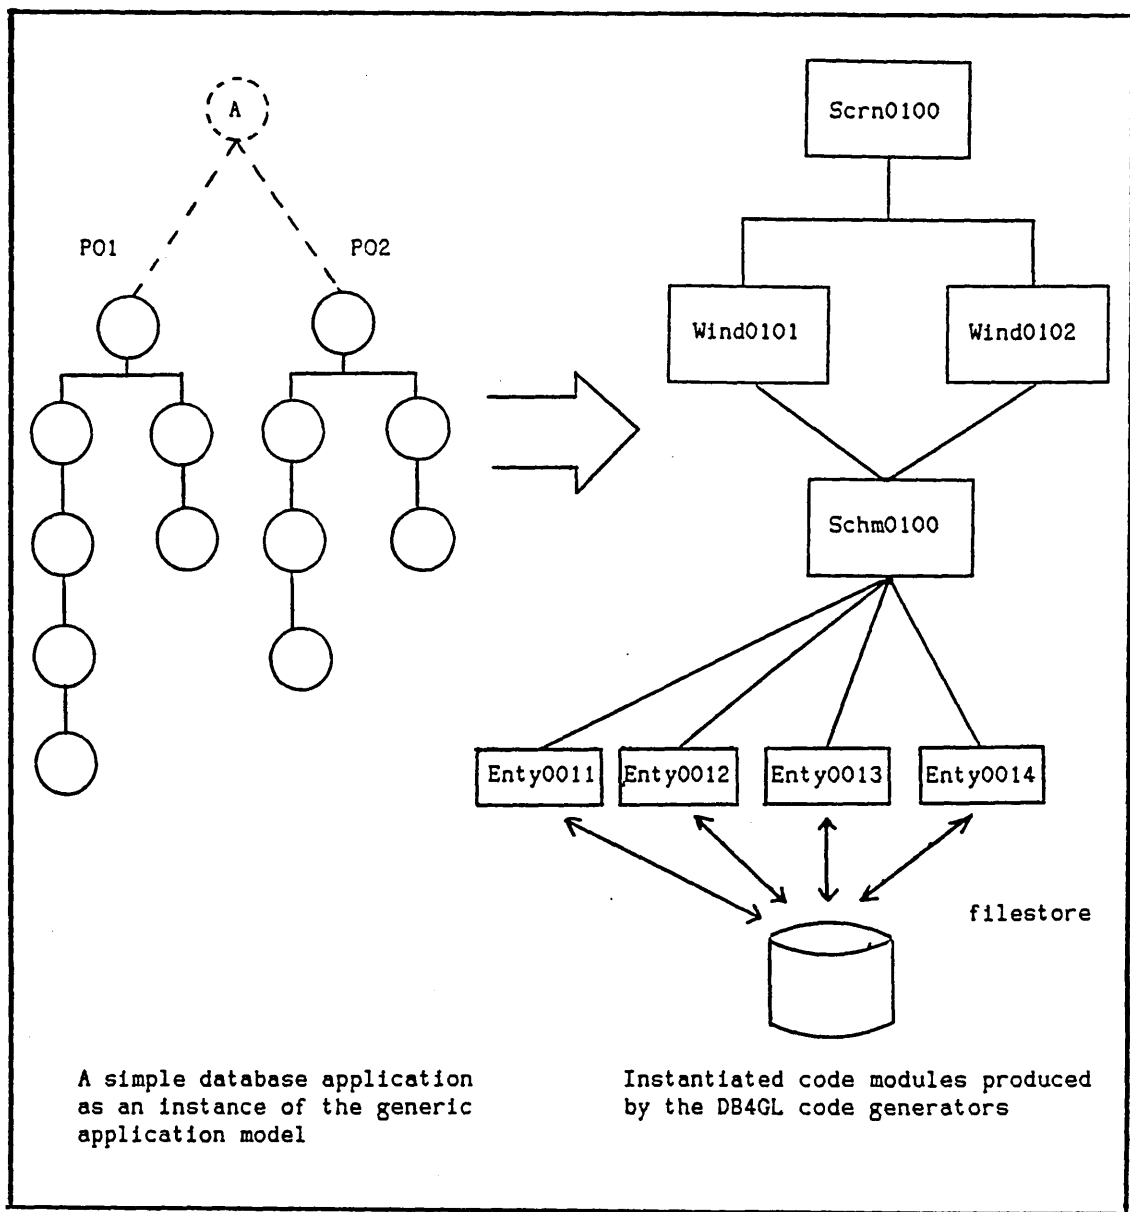 A
PO1
PO2
Scrn0100
Wind0101
Wind0102
Schm0100
Enty0011
Enty0012
Enty0013
Enty0014
filestore
A simple database application
as an instance of the generic
application model
Instantiated code modules produced
by the DB4GL code generators